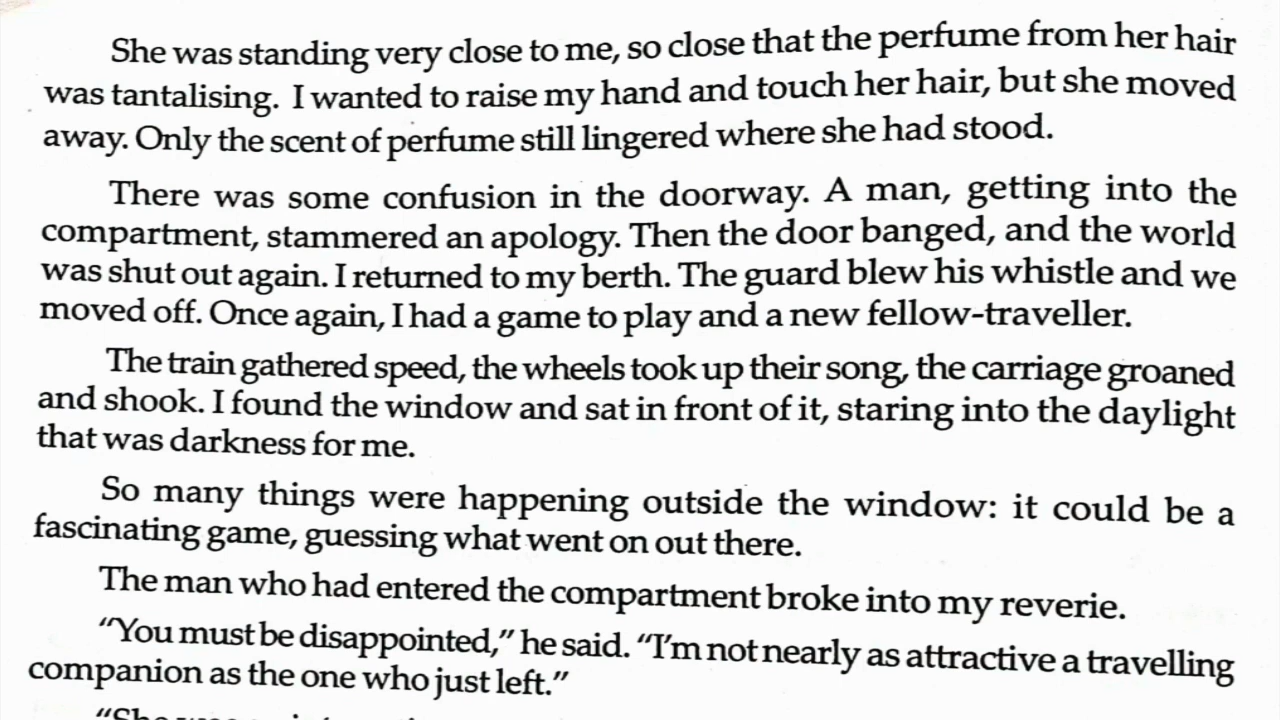 She was standing very close to me, so close that the perfume from her hair
was tantalising. I wanted to raise my hand and touch her hair, but she moved
away. Only the scent of perfume still lingered where she had stood.
There was some confusion in the doorway. A man, getting into the
compartment, stammered an apology. Then the door banged, and the world
was shut out again. I returned to my berth. The guard blew his whistle and we
moved off. Once again, I had a game to play and a new fellow-traveller.
The train gathered speed, the wheels took up their song, the carriage groaned
and shook. I found the window and sat in front of it, staring into the daylight
that was darkness for me.
So many things were happening outside the window: it could be a
fascinating game, guessing what went on out there.
The man who had entered the compartment broke into my reverie.
"You must be disappointed," he said. "I'm not nearly as attractive a travelling
companion as the one who just left."
"She